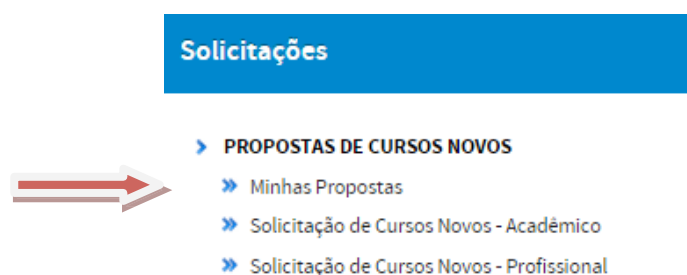 Solicitações
PROPOSTAS DE CURSOS NOVOS
Minhas Propostas
Solicitação de Cursos Novos - Acadêmico
Solicitação de Cursos Novos - Profissional